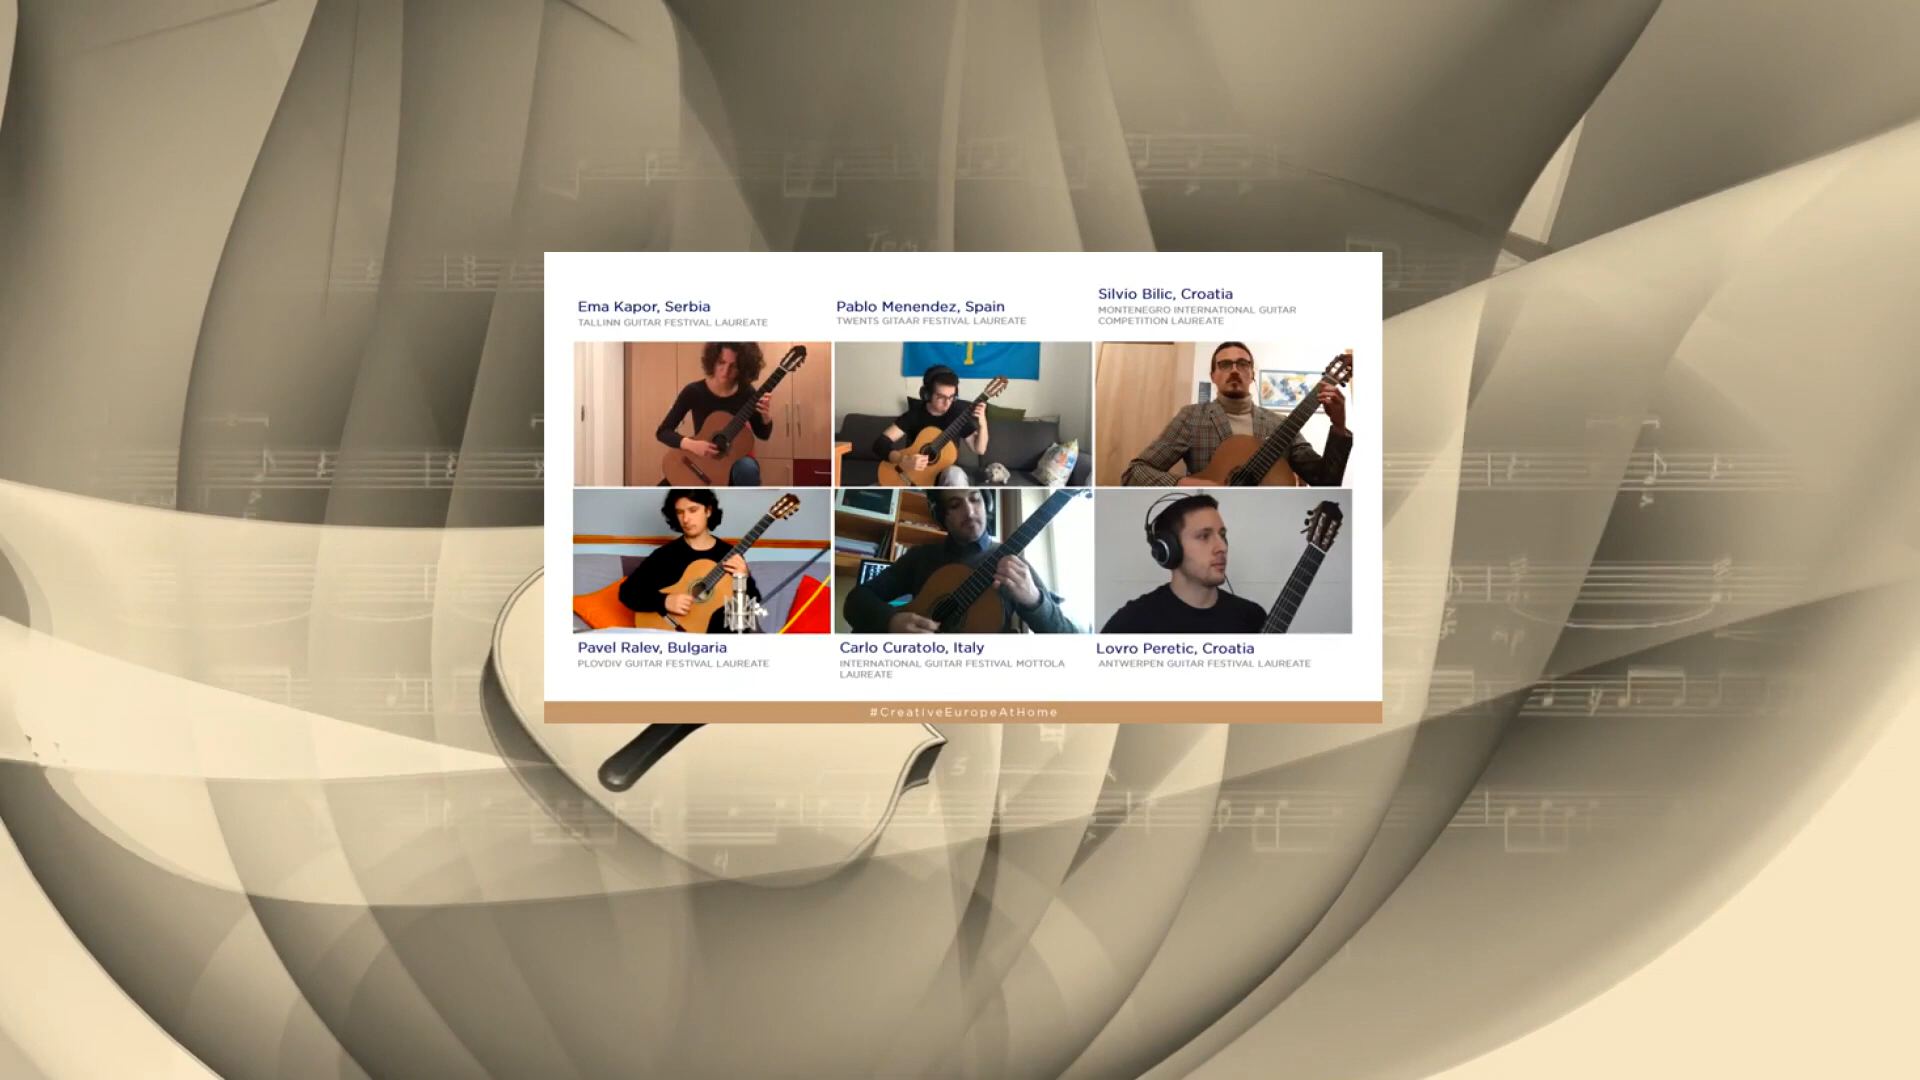 Ema Kapor, Serbia
TALLINN GUITAR FESTIVAL LAUREATE
Pablo Menendez, Spain
TWENTS GITAAR FESTIVAL LAUREATE
Silvio Bilic, Croatia
MONTENEGRO INTERNATIONAL GUITAR
COMPETITION LAUREATE
Pavel Ralev, Bulgaria
PLOVDIV GUITAR FESTIVAL LAUREATE
Carlo Curatolo, Italy
INTERNATIONAL GUITAR FESTIVAL MOTTOLA
LAUREATE
Lovro Peretic, Croatia
ANTWERPEN GUITAR FESTIVAL LAUREATE
#CreativeEuropeAtHome